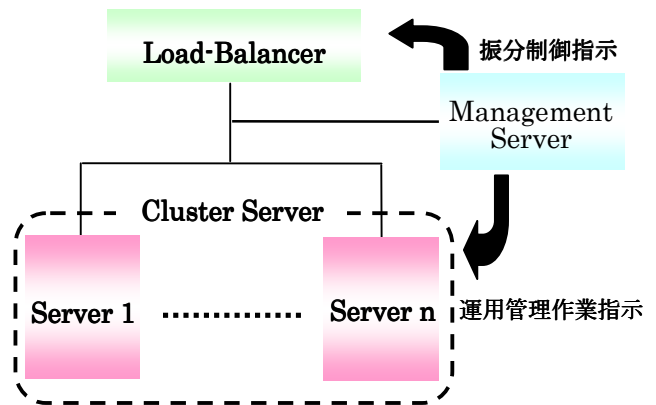 Load-Balancer
振分制御指示
Management
Server
Cluster Server
Server 1
Server n
運用管理作業指示